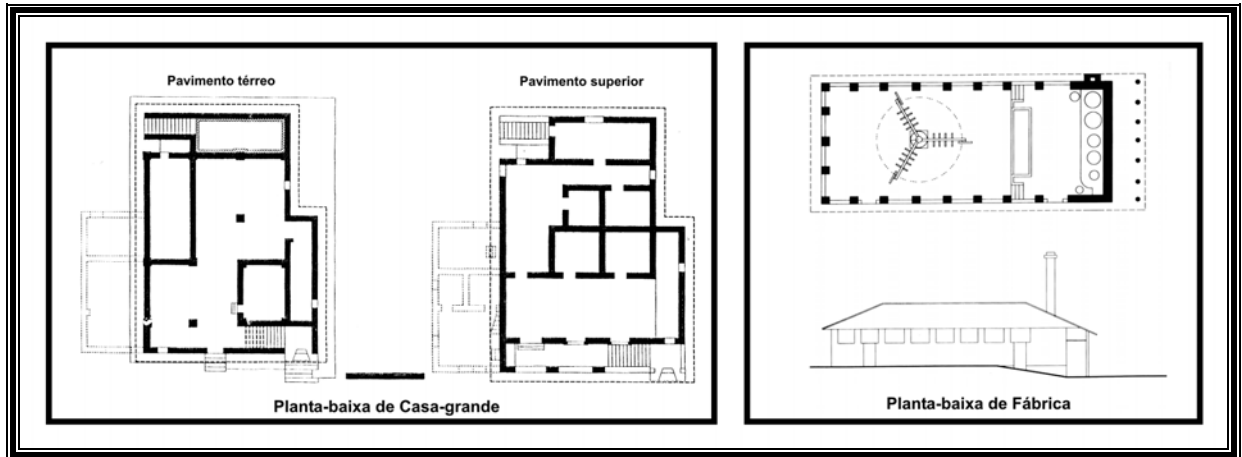 Pavimento térreo
Pavimento superior
Planta-baixa de Casa-grande
Planta-baixa de Fábrica